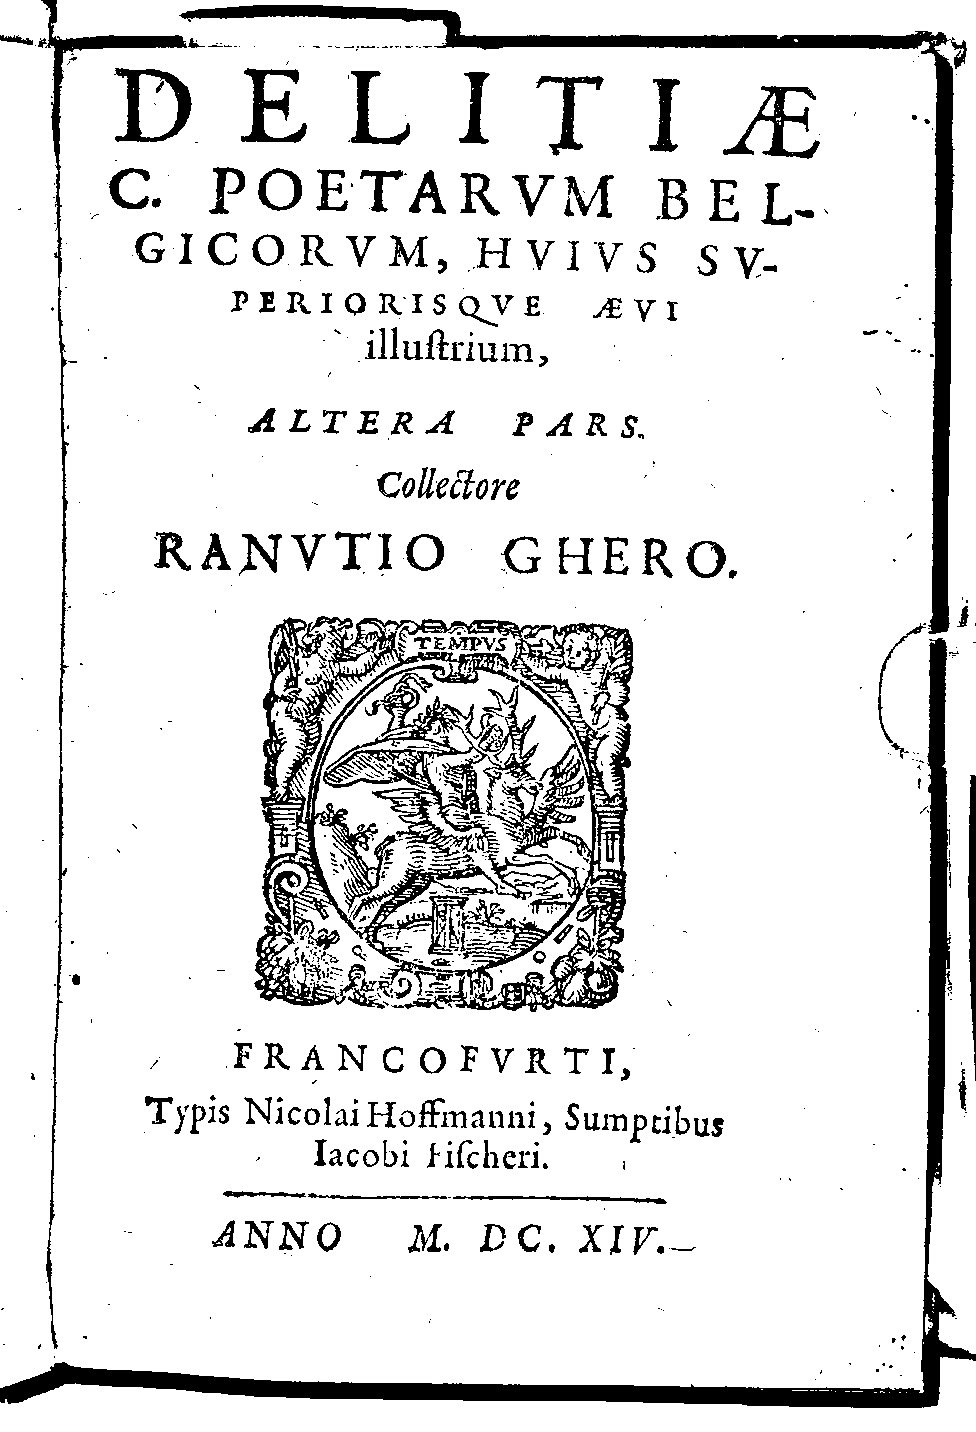 DELITIÆ
C. POETARVM BEL-
GICORVM, HVIVS SV-
PERIORISQVE ÆVI
illuſtrium,
ALTERA PARS.
Collectore
RANVTIO GHERO.
TEMPVS
FRANCOFVRTI,
Typis Nicolai Hoffmanni, Sumptibus
Iacobi Fiſcheri.
ANNO M. DC. XIV.